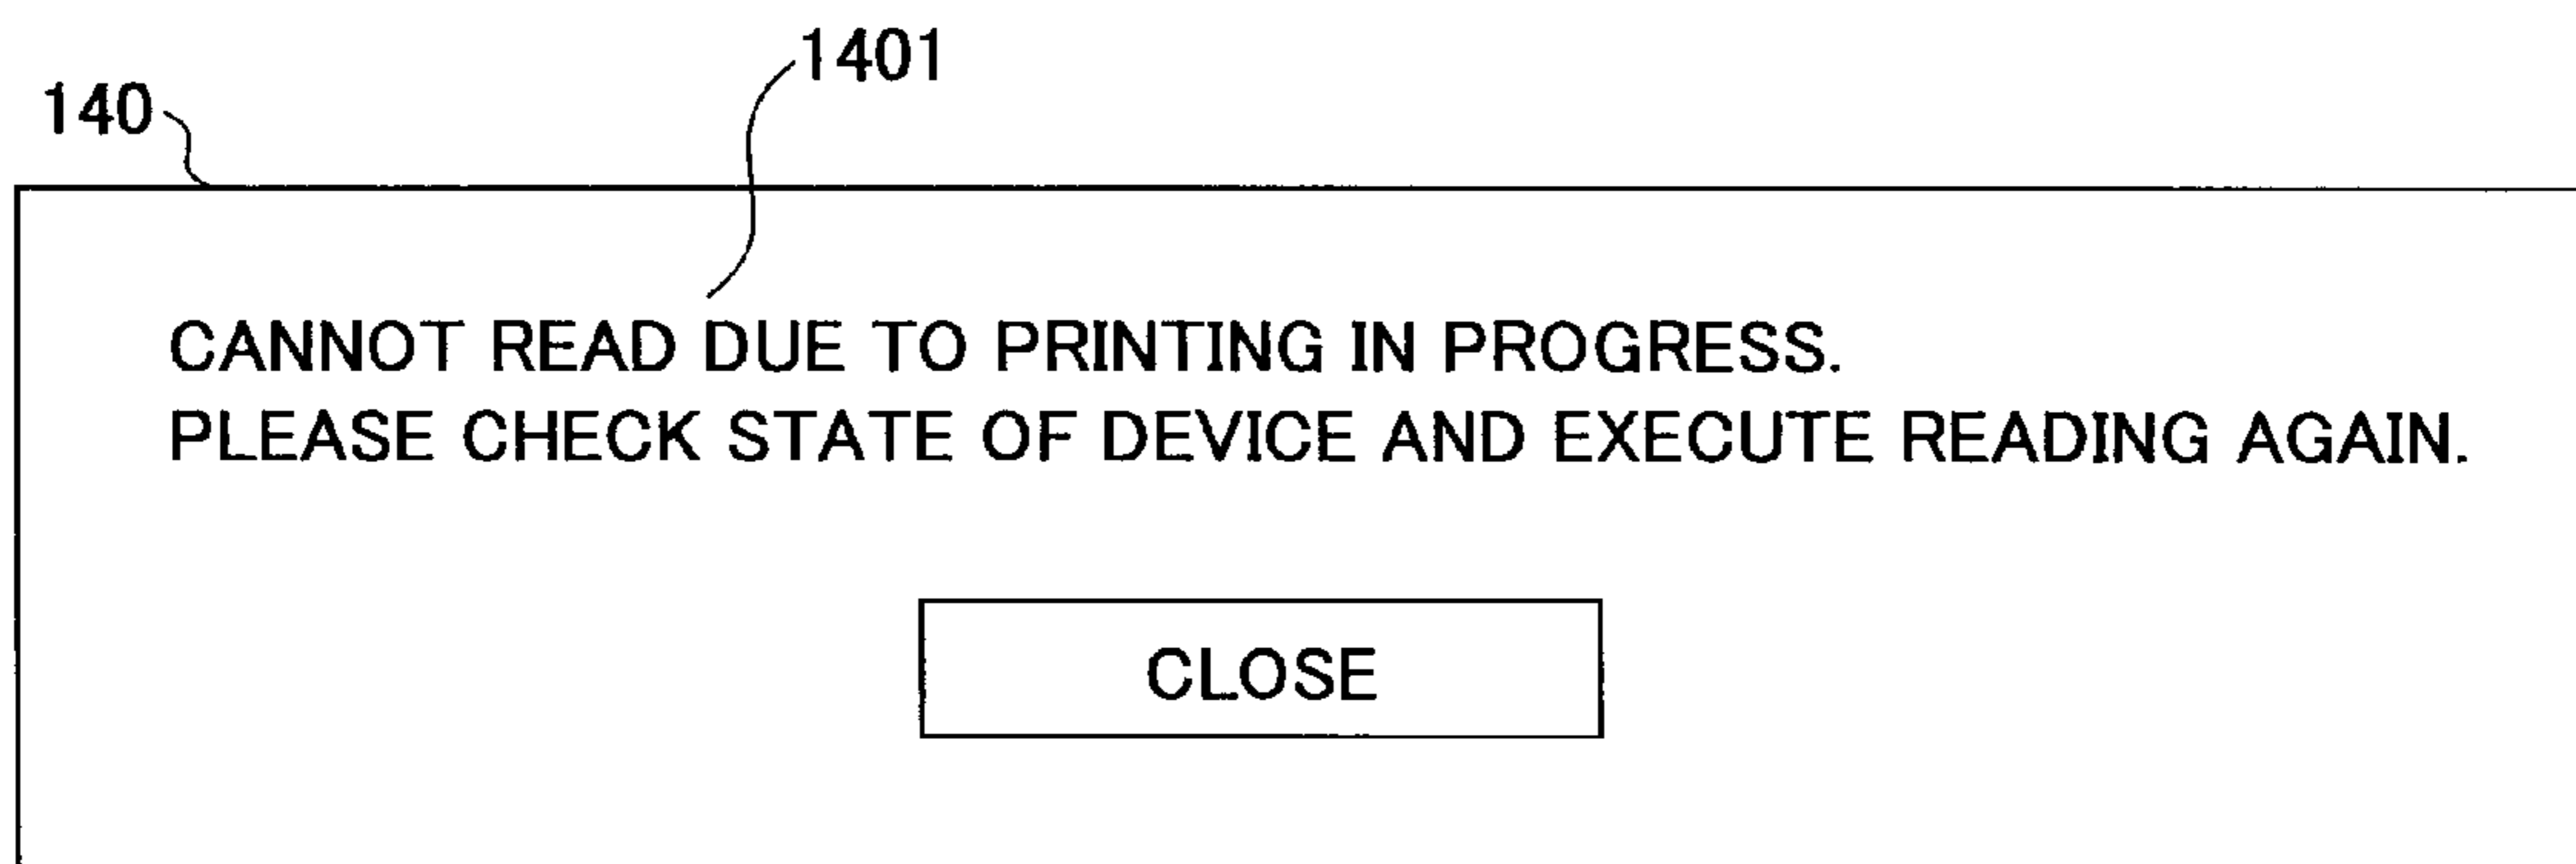 1401
140
CANNOT READ DUE TO PRINTING IN PROGRESS.
PLEASE CHECK STATE OF DEVICE AND EXECUTE READING AGAIN.
CLOSE